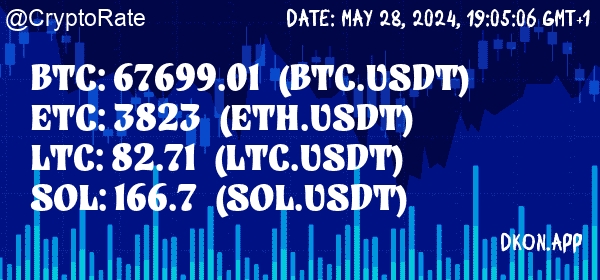 @CryptoRate
DATE: MAY 28, 2024, 19:05:06 GMT+1
BTC: 67699.01 (BTC.USDT)
ETC: 3823 (ETH.USDT)
LTC: 82.71 (LTC.USDT)
SOL: 166.7 (SOL.USDT)
DKON.APP